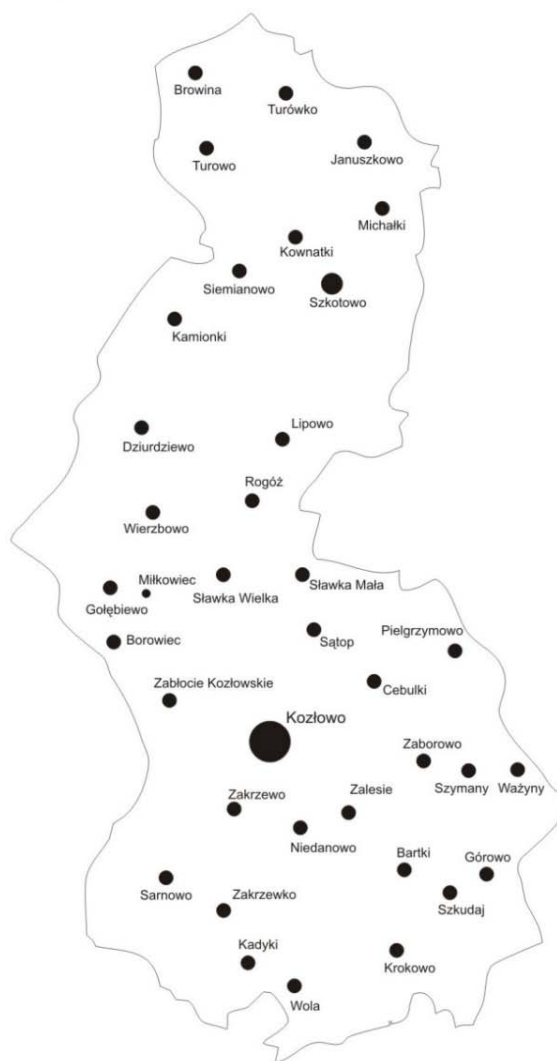 Browina
Turówko
Turowo
Januszkowo
Michałki
Kownatki
Siemianowo
Szkotowo
Kamionki
Lipowo
Dziurdziewo
Rogóż
Wierzbowo
Miłkowiec
Sławka Wielka
Sławka Mała
Gołębiewo
Borowiec
Sątop
Pielgrzymowo
Zabłocie Kozłowskie
Cebulki
Kozłowo
Zaborowo
Szymany
Ważyny
Zakrzewo
Zalesie
Niedanowo
Bartki
Górowo
Sarnowo
Zakrzewko
Szkudaj
Kadyki
Krokowo
Wola